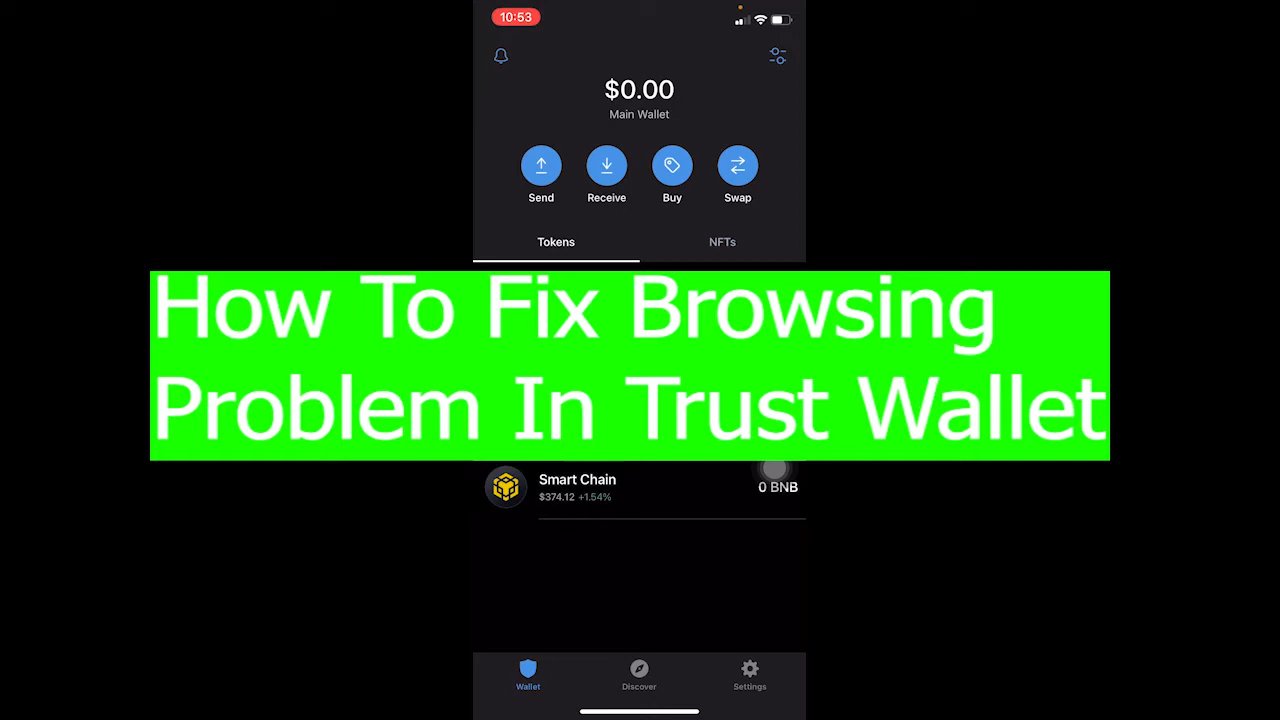 10:53
$0.00
Main Wallet
Send Receive Buy Swap
Tokens NFTs
How To Fix Browsing
Problem In Trust Wallet
Smart Chain
$374.12 +1.54%
0 BNB
Wallet Discover Settings